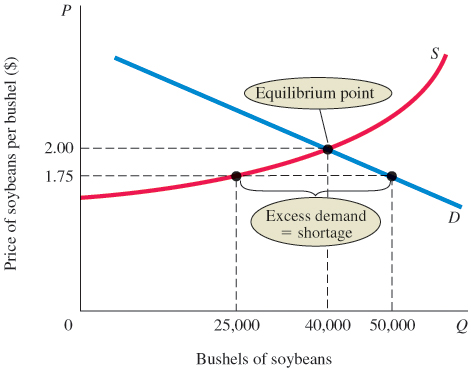 P
S
Equilibrium point
Price of soybeans per bushel ($)
2.00
1.75
Excess demand
= shortage
D
0
25,000
40,000
50,000
Q
Bushels of soybeans